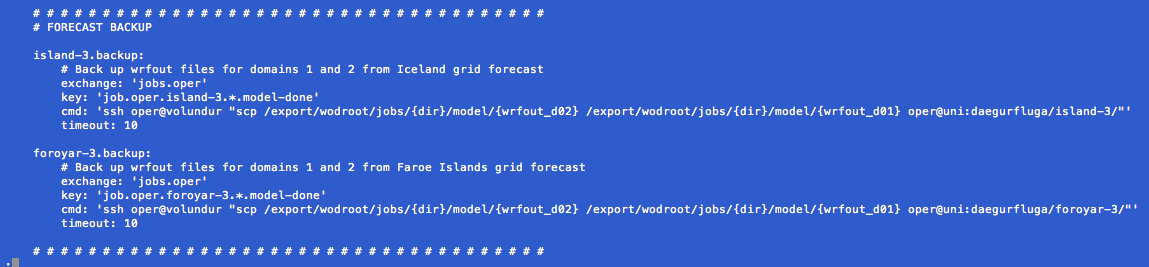 # # # # # # # # # # # # # # # # # # # # # # # # # # # # # # # # # # # # #
# FORECAST BACKUP
island-3.backup:
# Back up wrfout files for domains 1 and 2 from Iceland grid forecast
exchange: 'jobs.oper'
key: 'job.oper.island-3.*.model-done'
cmd: 'ssh oper@volundur "scp /export/wodroot/jobs/{dir}/model/{wrfout_d02} /export/wodroot/jobs/{dir}/model/{wrfout_d01} oper@uni:daegurfluga/island-3/"'
timeout: 10
foroyar-3.backup:
# Back up wrfout files for domains 1 and 2 from Faroe Islands grid forecast
exchange: 'jobs.oper'
key: 'job.oper.foroyar-3.*.model-done'
cmd: 'ssh oper@volundur "scp /export/wodroot/jobs/{dir}/model/{wrfout_d02} /export/wodroot/jobs/{dir}/model/{wrfout_d01} oper@uni:daegurfluga/foroyar-3/"'
timeout: 10
# # # # # # # # # # # # # # # # # # # # # # # # # # # # # # # # # # # # #
.